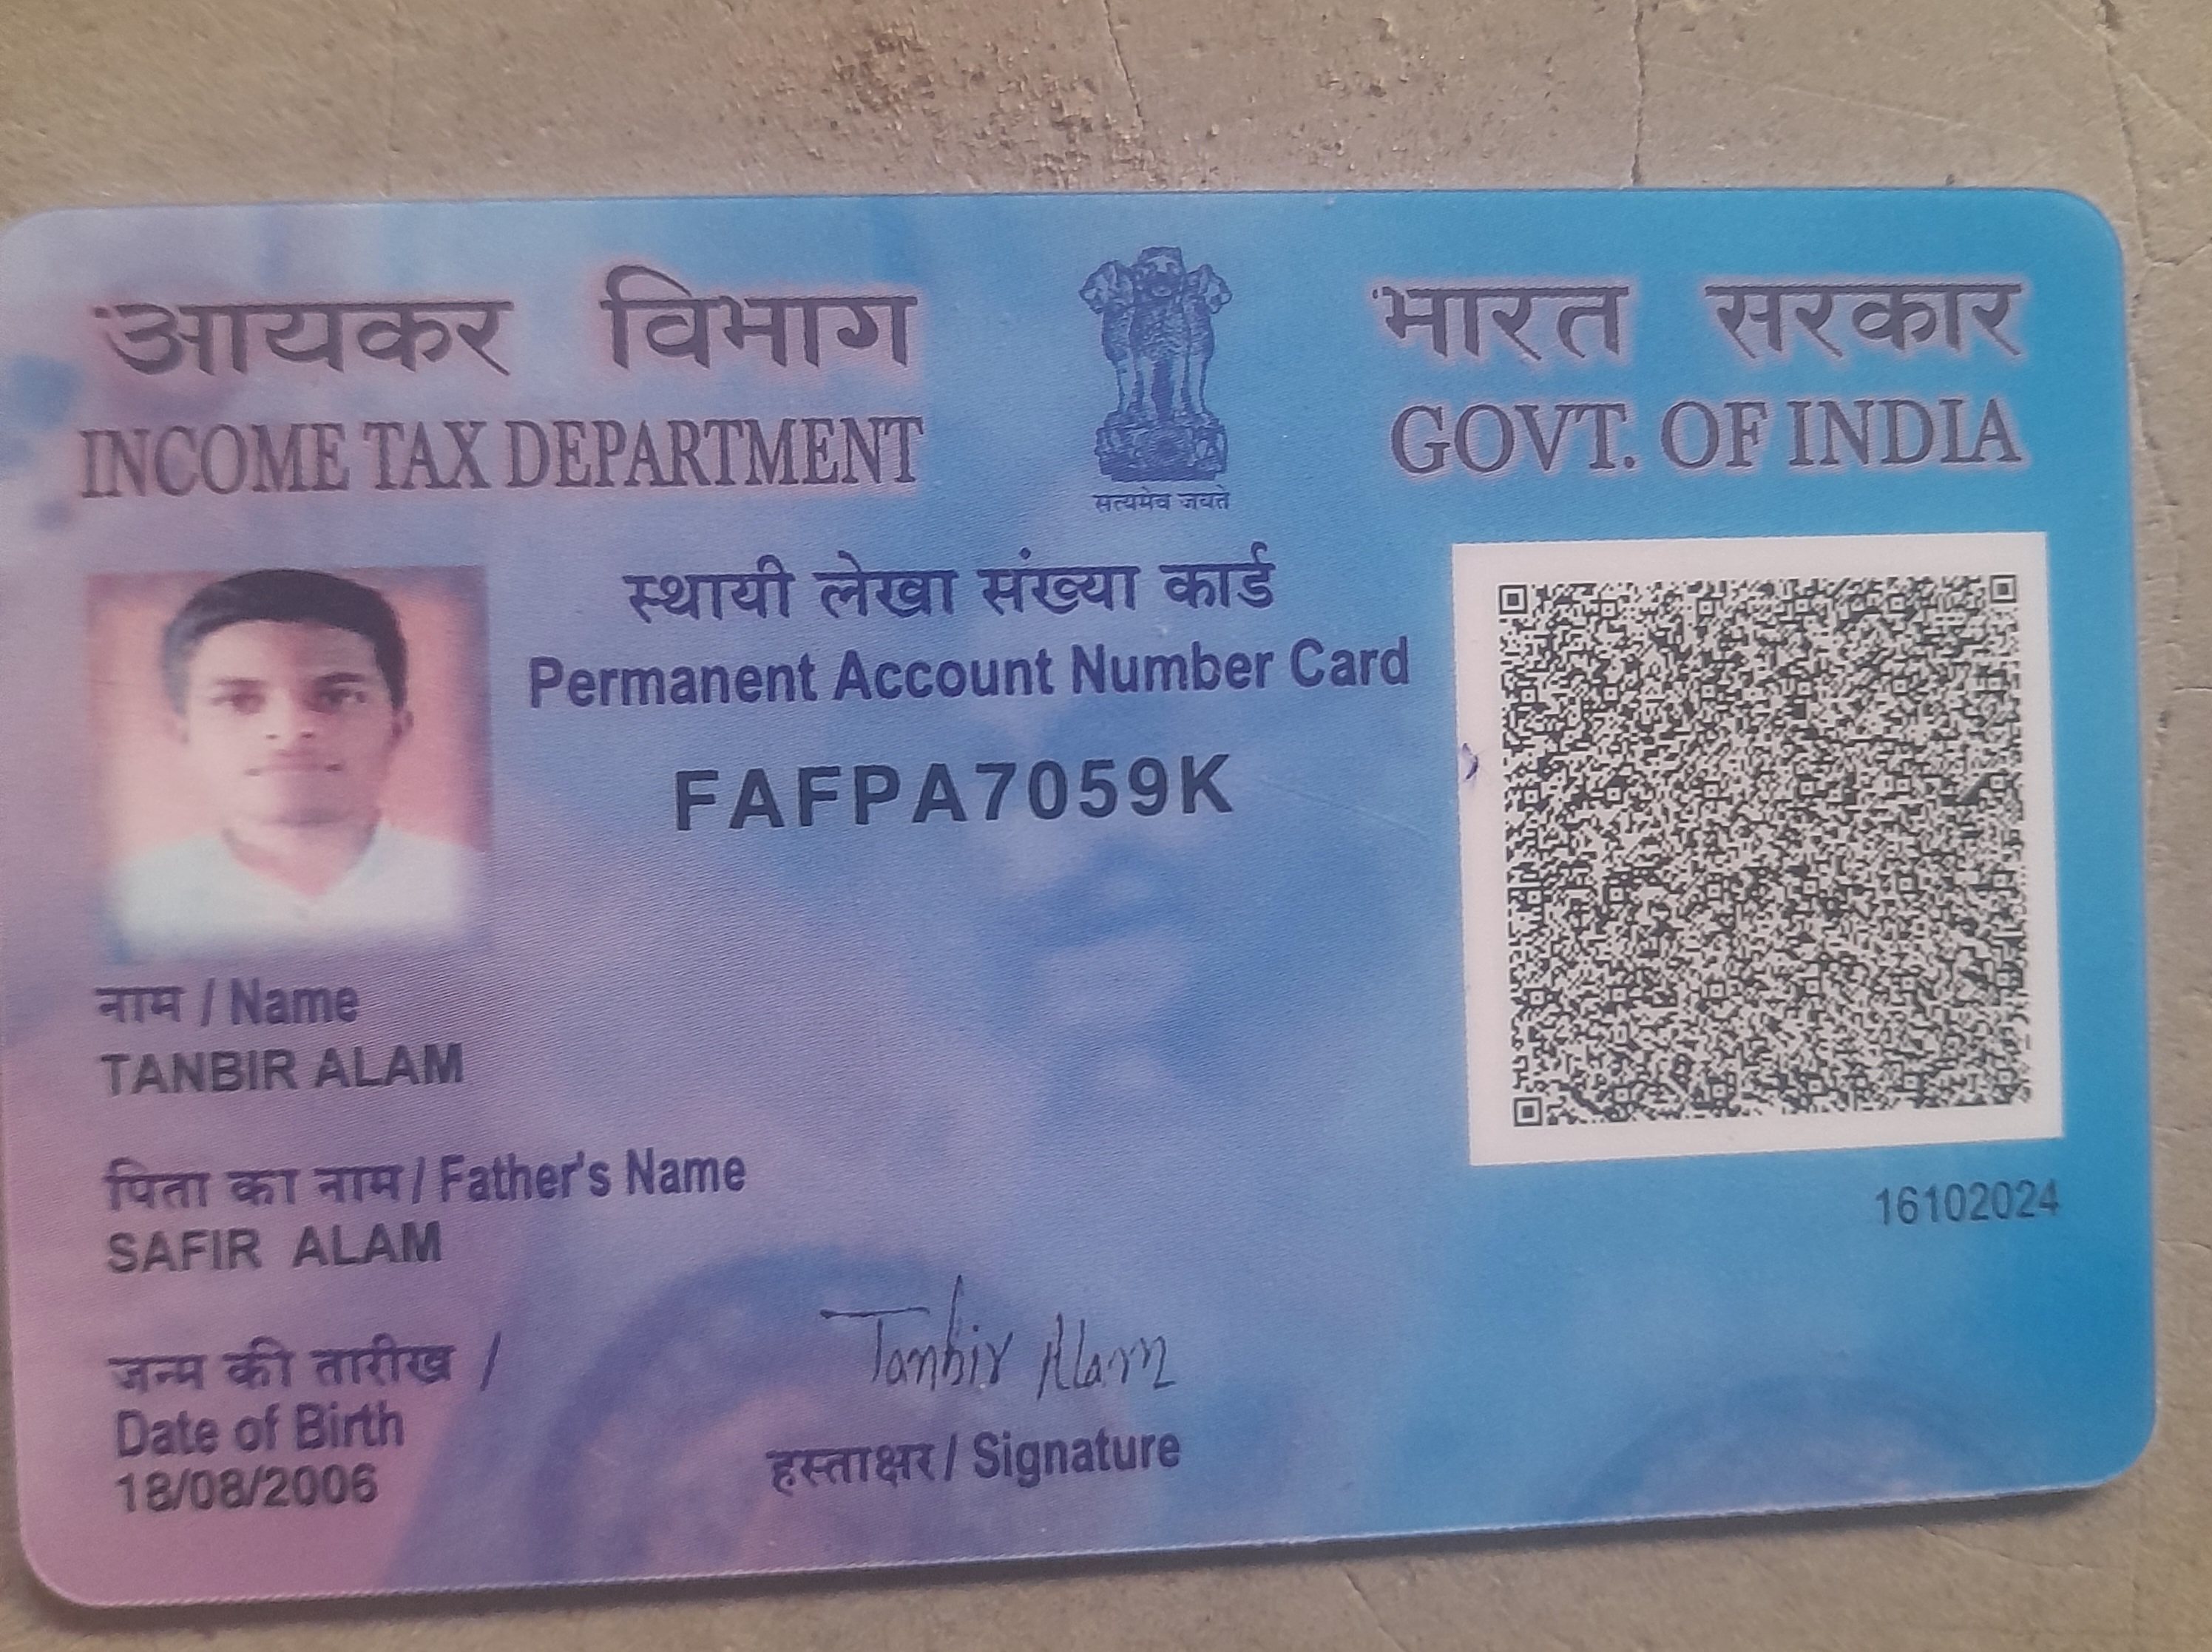 आयकर विभाग
INCOME TAX DEPARTMENT
सत्यमेव जयते
भारत सरकार
GOVT. OF INDIA
स्थायी लेखा संख्या कार्ड
Permanent Account Number Card
FAFPA7059K
नाम / Name
TANBIR ALAM
पिता का नाम / Father's Name
SAFIR ALAM
16102024
जन्म की तारीख /
Date of Birth
18/08/2006
Tanbir Alam
हस्ताक्षर / Signature